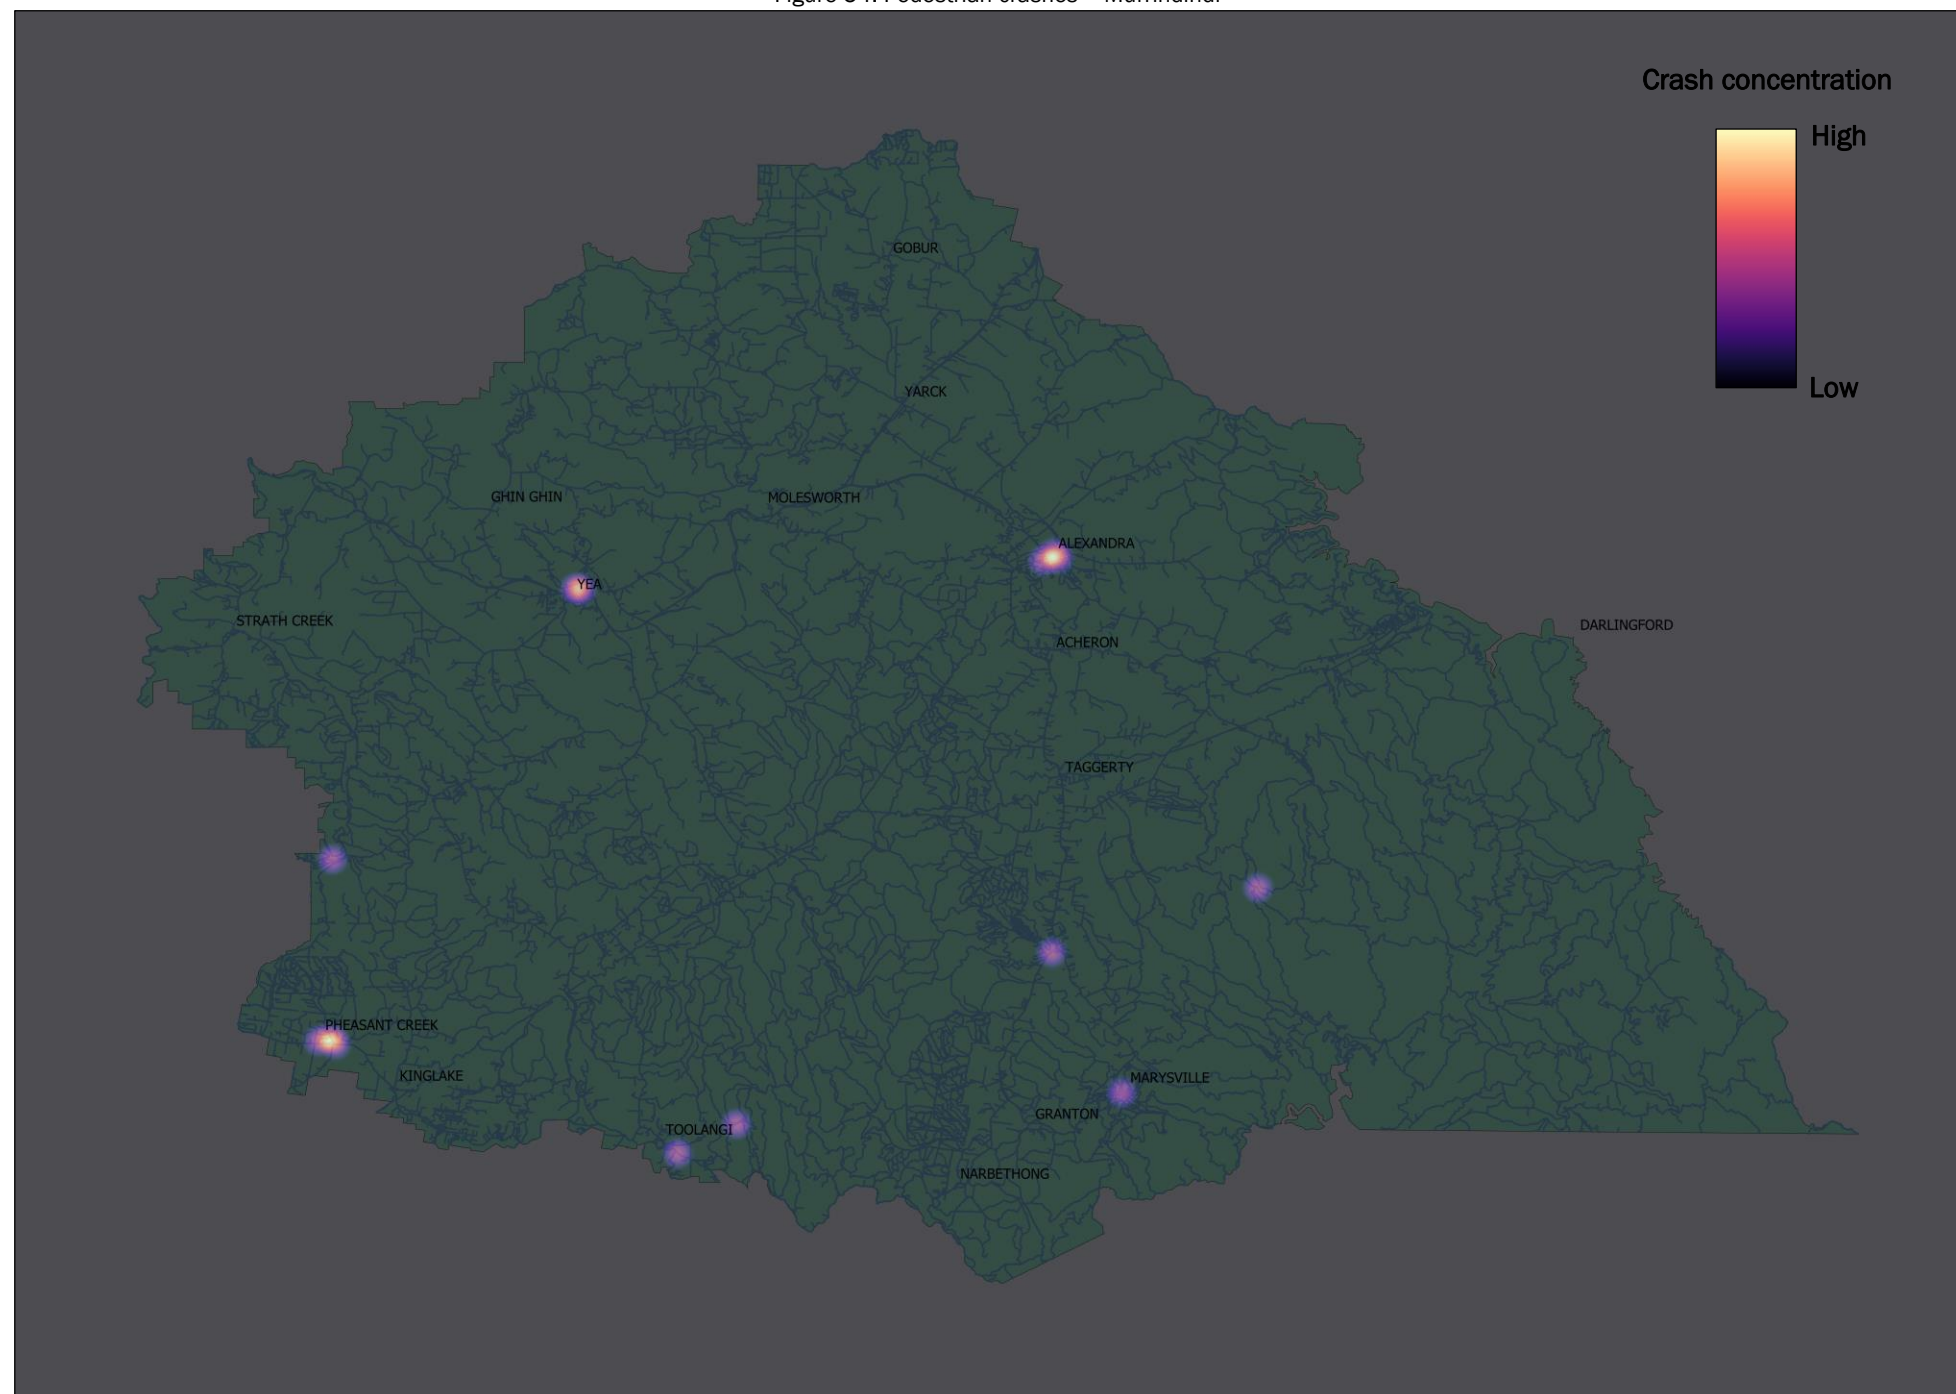 Crash concentration
High
Low
GOBUR
YARCK
GHIN GHIN
MOLESWORTH
ALEXANDRA
YEA
STRATH CREEK
DARLINGFORD
ACHERON
TAGGERTY
PHEASANT CREEK
KINGLAKE
MARYSVILLE
GRANTON
TOOLANGI
NARBETHONG